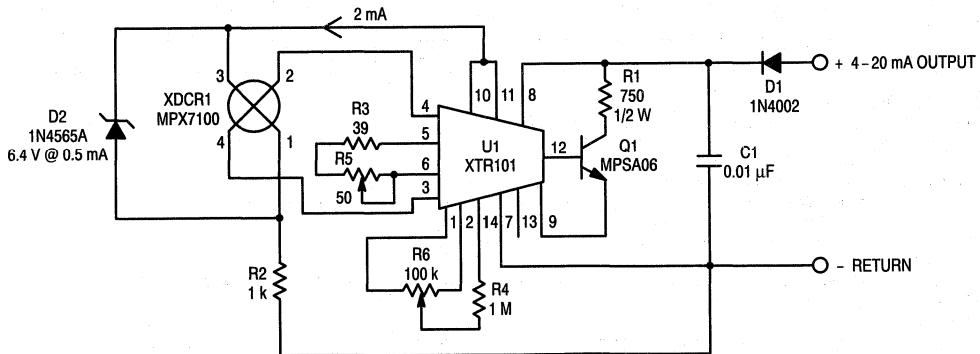 2 mA
3
2
XDCR1
MPX7100
4
1
D2
1N4565A
6.4 V @ 0.5 mA
R2
1 k
R3
39
R5
50
4
5
6
3
10
11
8
U1
XTR101
12
1
2
14
7
13
9
R6
100 k
R4
1 M
R1
750
1/2 W
Q1
MPSA06
D1
1N4002
C1
0.01 μF
+ 4–20 mA OUTPUT
– RETURN